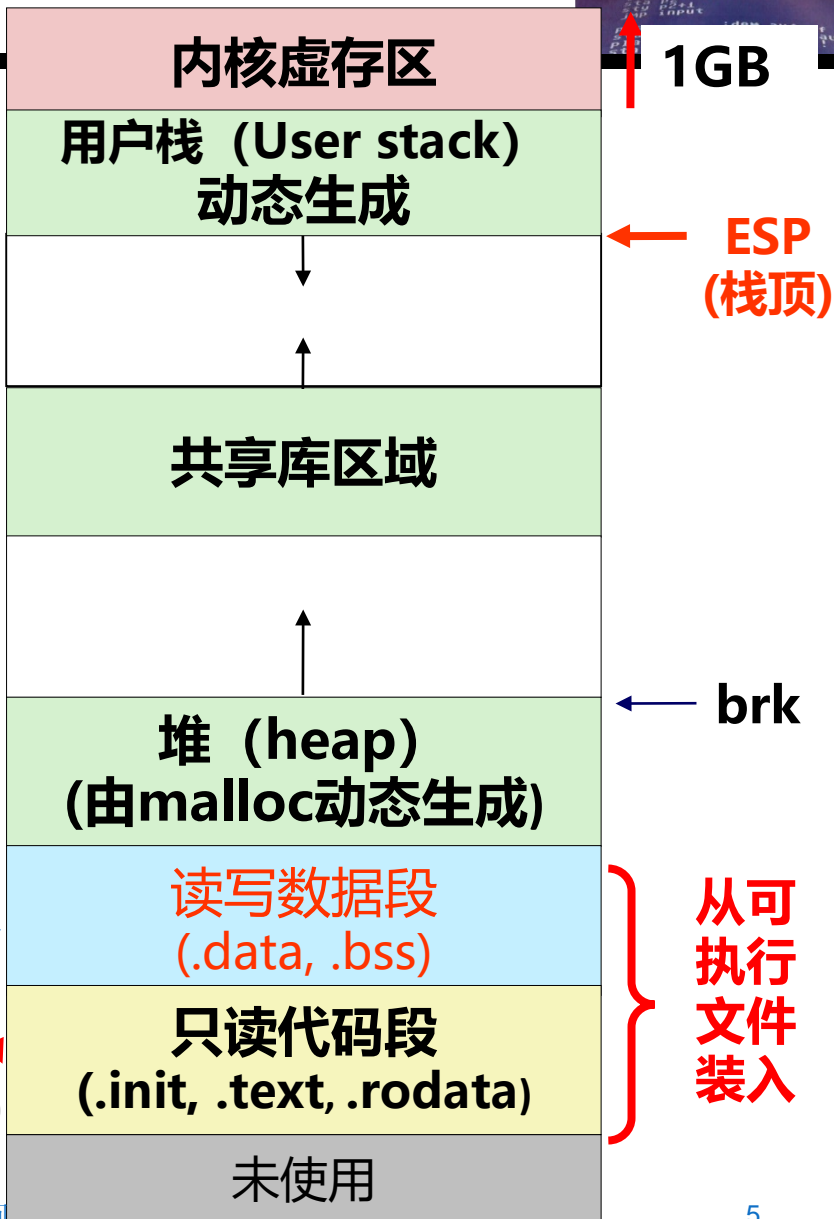 内核虚存区
1GB
用户栈（User stack）
动态生成
ESP
(栈顶)
共享库区域
brk
堆（heap）
(由malloc动态生成)
读写数据段
(.data, .bss)
从可
执行
文件
装入
只读代码段
(.init, .text, .rodata)
未使用
5